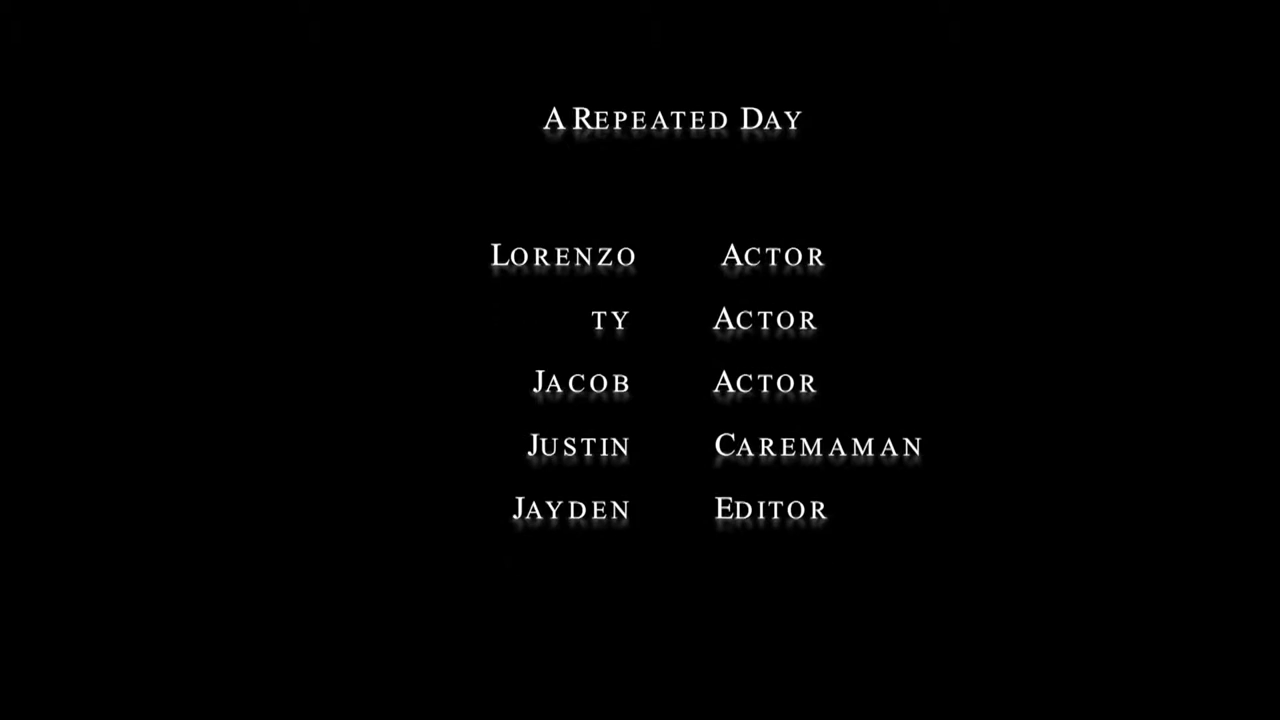 A Repeated Day
Lorenzo Actor
ty Actor
Jacob Actor
Justin Caremaman
Jayden Editor